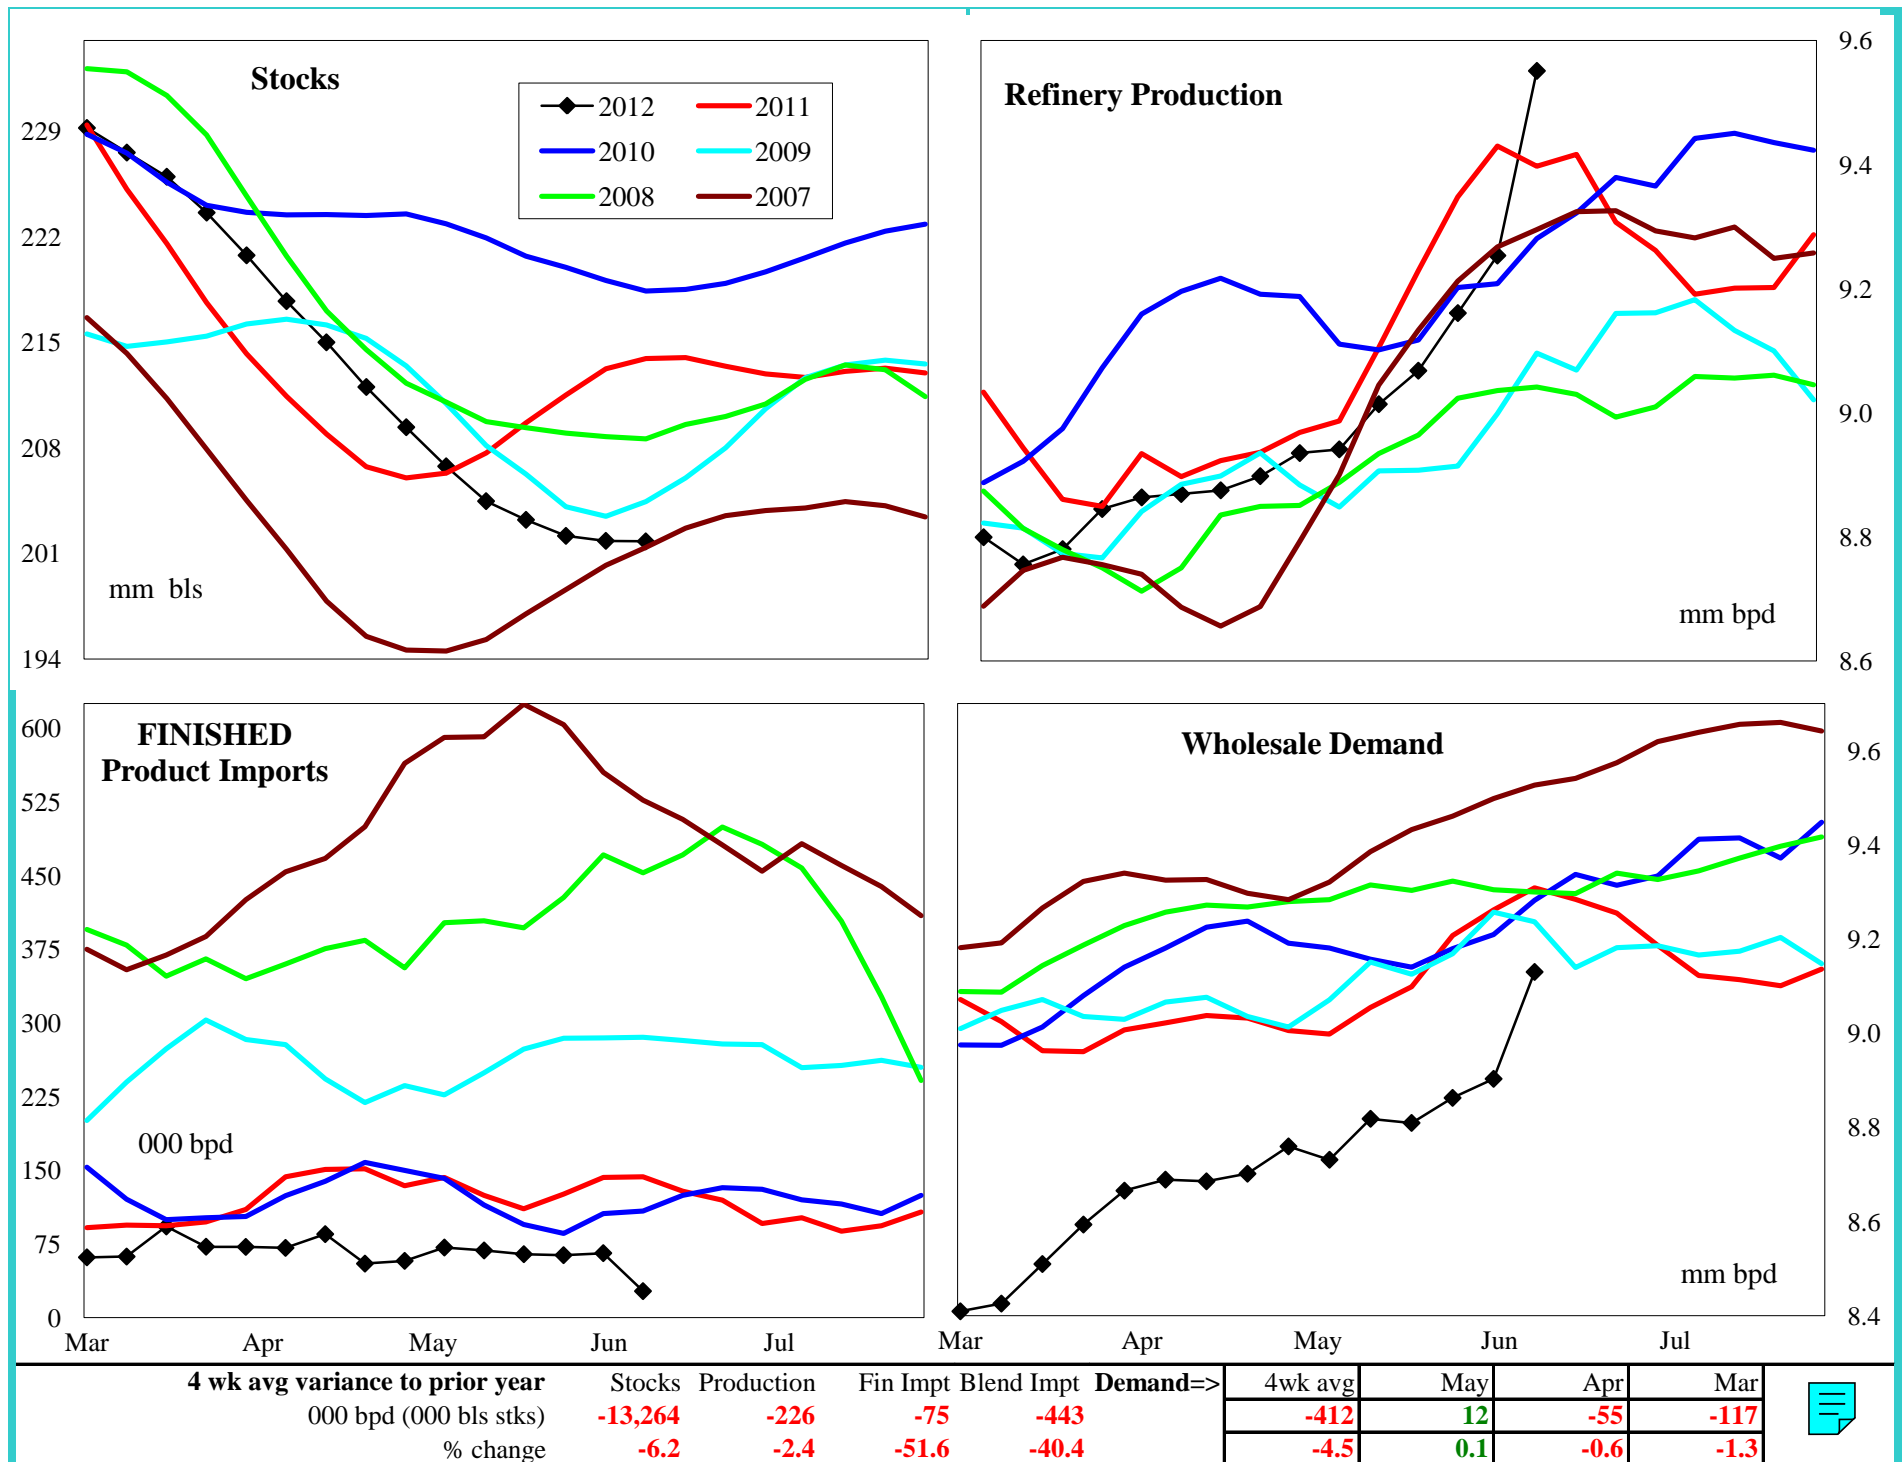 Stocks
2012 2011
2010 2009
2008 2007
229
222
215
208
201
194
mm bls
Refinery Production
9.6
9.4
9.2
9.0
8.8
8.6
mm bpd
FINISHED
Product Imports
600
525
450
375
300
225
150
75
0
000 bpd
Mar Apr May Jun Jul
Wholesale Demand
9.6
9.4
9.2
9.0
8.8
8.6
8.4
mm bpd
Mar Apr May Jun Jul
4 wk avg variance to prior year Stocks Production Fin Impt Blend Impt Demand=> 4wk avg May Apr Mar
000 bpd (000 bls stks) -13,264 -226 -75 -443 -412 12 -55 -117
% change -6.2 -2.4 -51.6 -40.4 -4.5 0.1 -0.6 -1.3